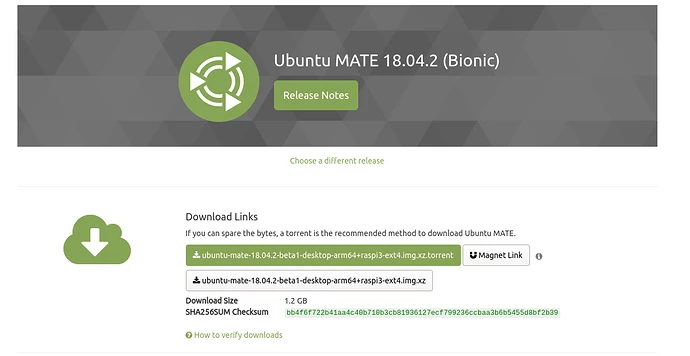 Ubuntu MATE 18.04.2 (Bionic)
Release Notes
Choose a different release
Download Links
If you can spare the bytes, a torrent is the recommended method to download Ubuntu MATE.
ubuntu-mate-18.04.2-beta1-desktop-arm64+raspi3-ext4.img.xz.torrent Magnet Link
ubuntu-mate-18.04.2-beta1-desktop-arm64+raspi3-ext4.img.xz
Download Size 1.2 GB
SHA256SUM Checksum bb4f6f722b41aa4c40b710b3cb81936127ecf799236ccbaa3b6b5455d8bf2b39
How to verify downloads